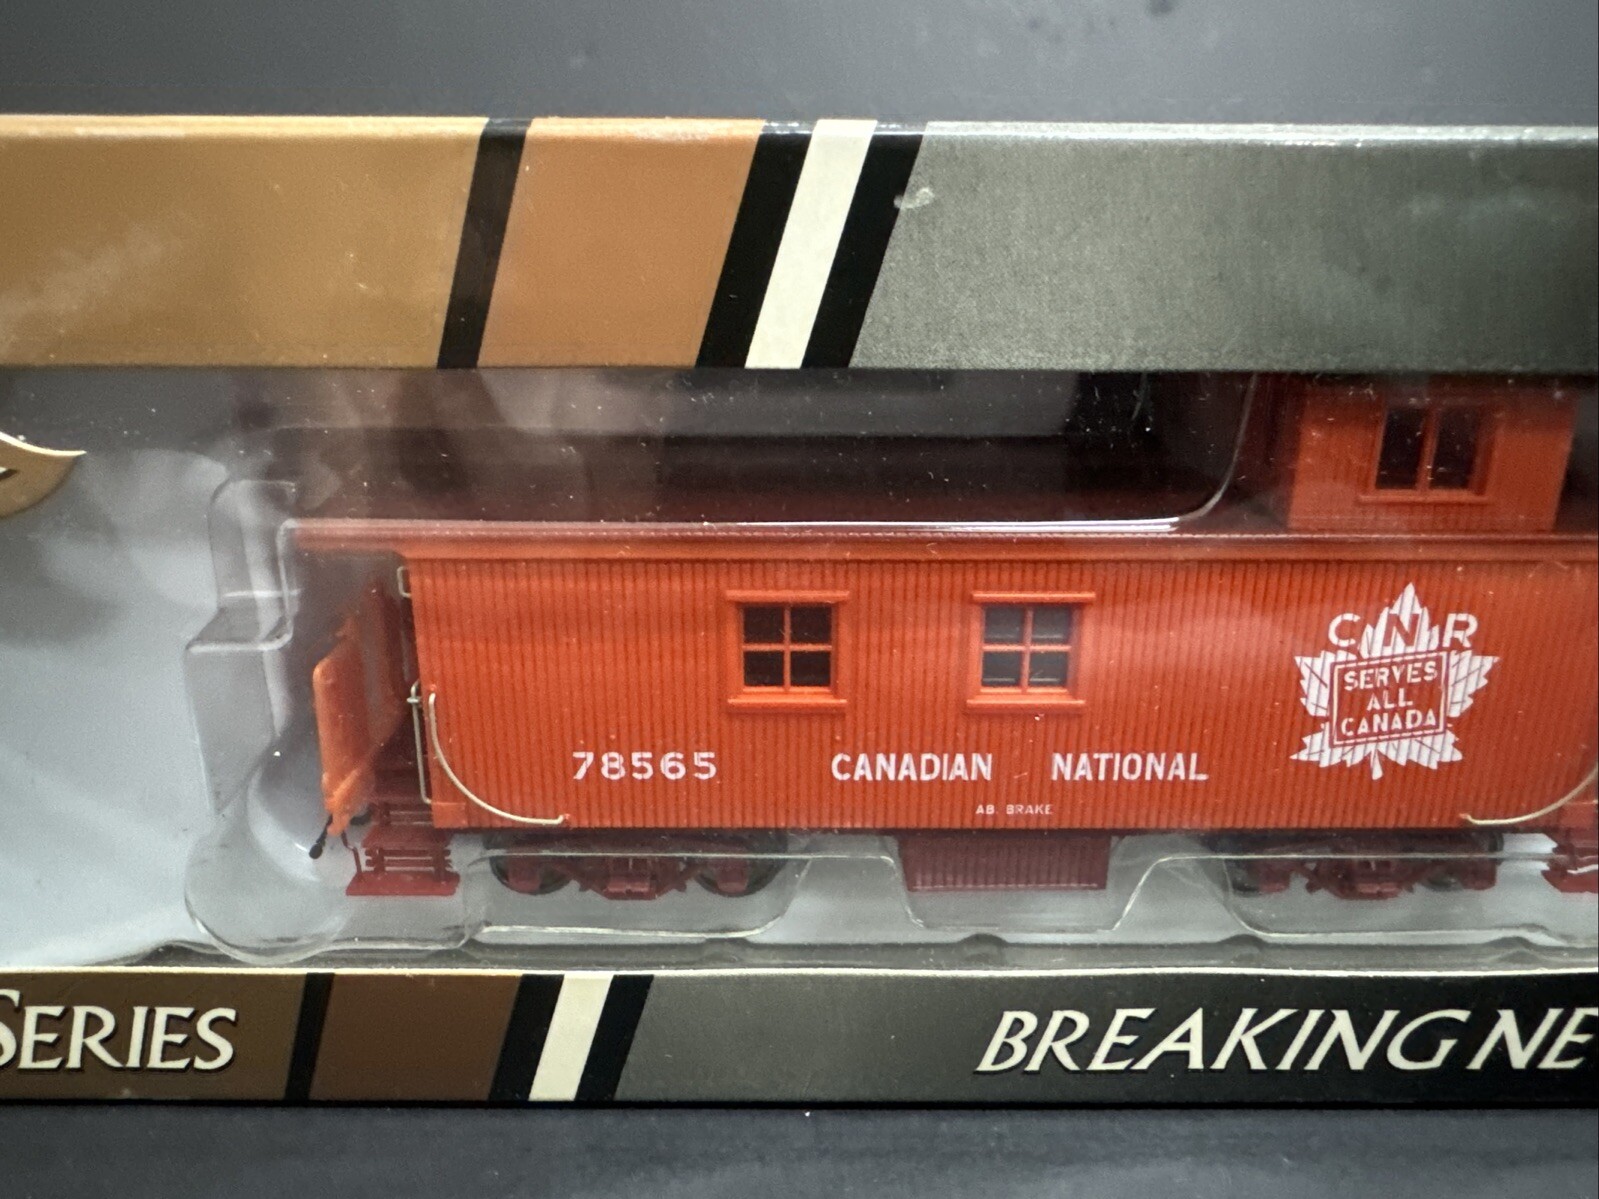 CNR
SERVES
ALL
CANADA
78565 CANADIAN NATIONAL
AB. BRAKE
SERIES
BREAKING NE